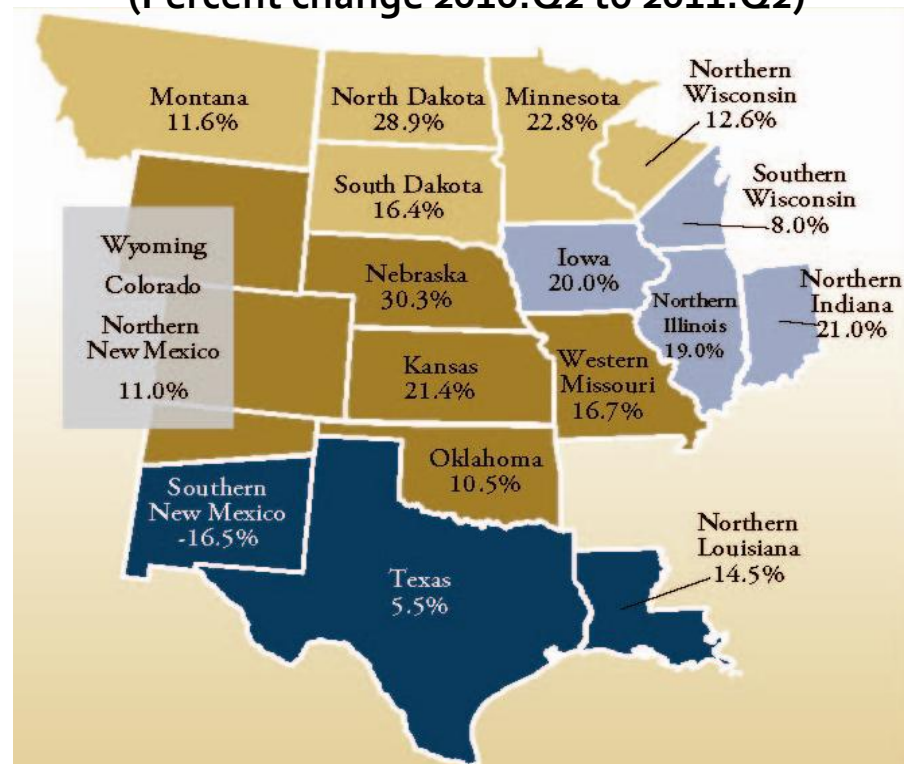 (Percent change 2010:Q2 to 2011:Q2)
Montana
11.6%
North Dakota
28.9%
Minnesota
22.8%
Northern
Wisconsin
12.6%
South Dakota
16.4%
Southern
Wisconsin
8.0%
Wyoming
Colorado
Northern
New Mexico
11.0%
Nebraska
30.3%
Iowa
20.0%
Northern
Illinois
19.0%
Northern
Indiana
21.0%
Kansas
21.4%
Western
Missouri
16.7%
Oklahoma
10.5%
Southern
New Mexico
-16.5%
Texas
5.5%
Northern
Louisiana
14.5%